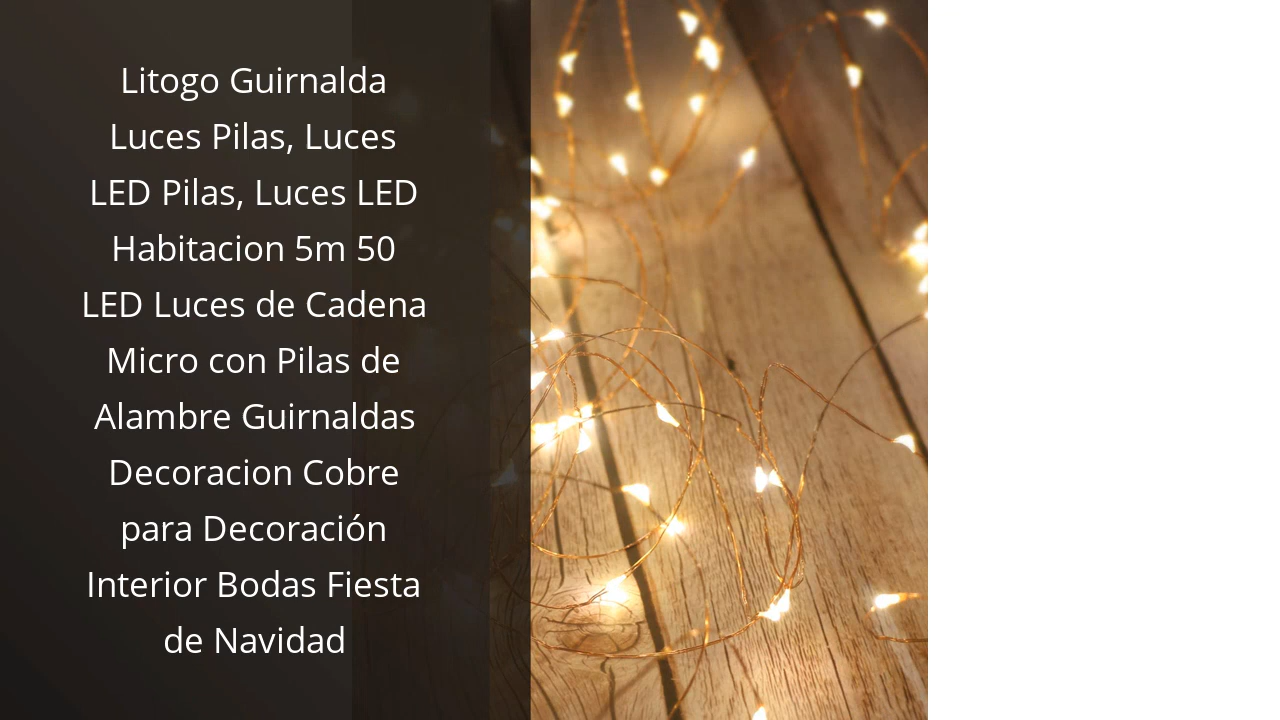 Litogo Guirnalda
Luces Pilas, Luces
LED Pilas, Luces LED
Habitacion 5m 50
LED Luces de Cadena
Micro con Pilas de
Alambre Guirnaldas
Decoracion Cobre
para Decoración
Interior Bodas Fiesta
de Navidad